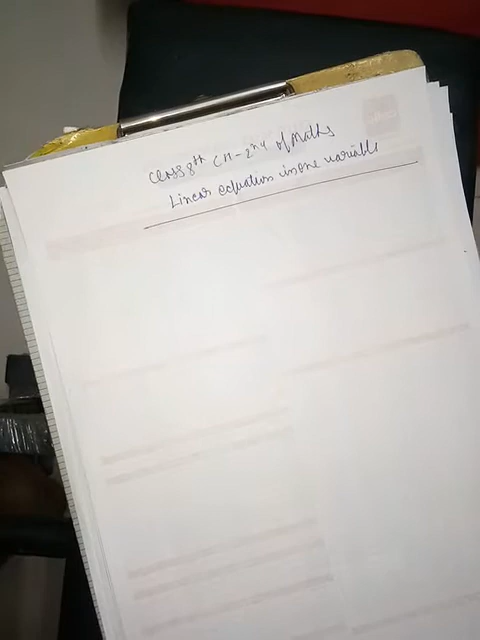 Class 8th CH-2nd of Maths
Linear equation in one variable